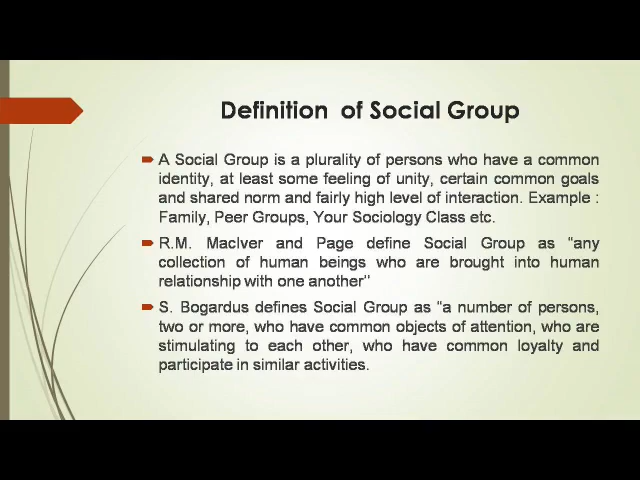 Definition of Social Group
A Social Group is a plurality of persons who have a common
identity, at least some feeling of unity, certain common goals
and shared norm and fairly high level of interaction. Example :
Family, Peer Groups, Your Sociology Class etc.
R.M. MacIver and Page define Social Group as "any
collection of human beings who are brought into human
relationship with one another''
S. Bogardus defines Social Group as "a number of persons,
two or more, who have common objects of attention, who are
stimulating to each other, who have common loyalty and
participate in similar activities.